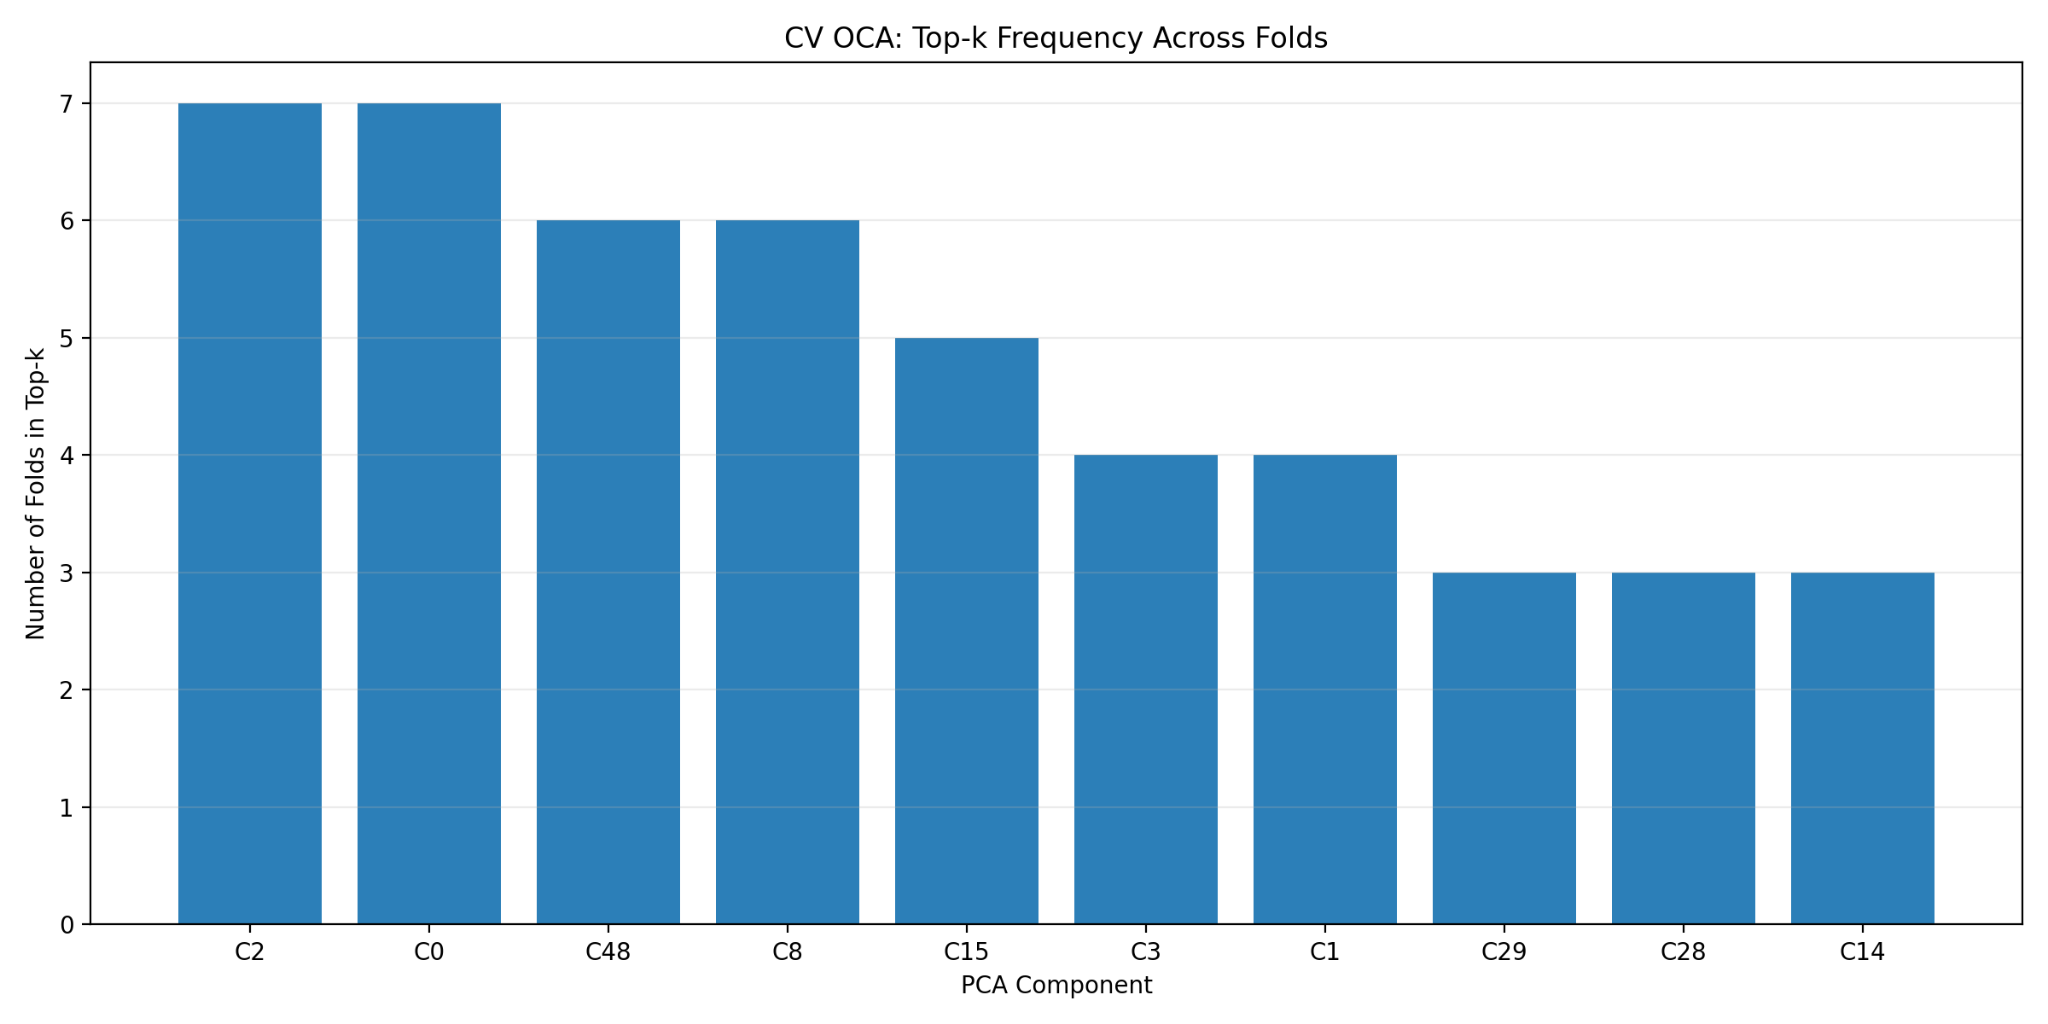 CV OCA: Top-k Frequency Across Folds
Number of Folds in Top-k
7
6
5
4
3
2
1
0
C2 C0 C48 C8 C15 C3 C1 C29 C28 C14
PCA Component